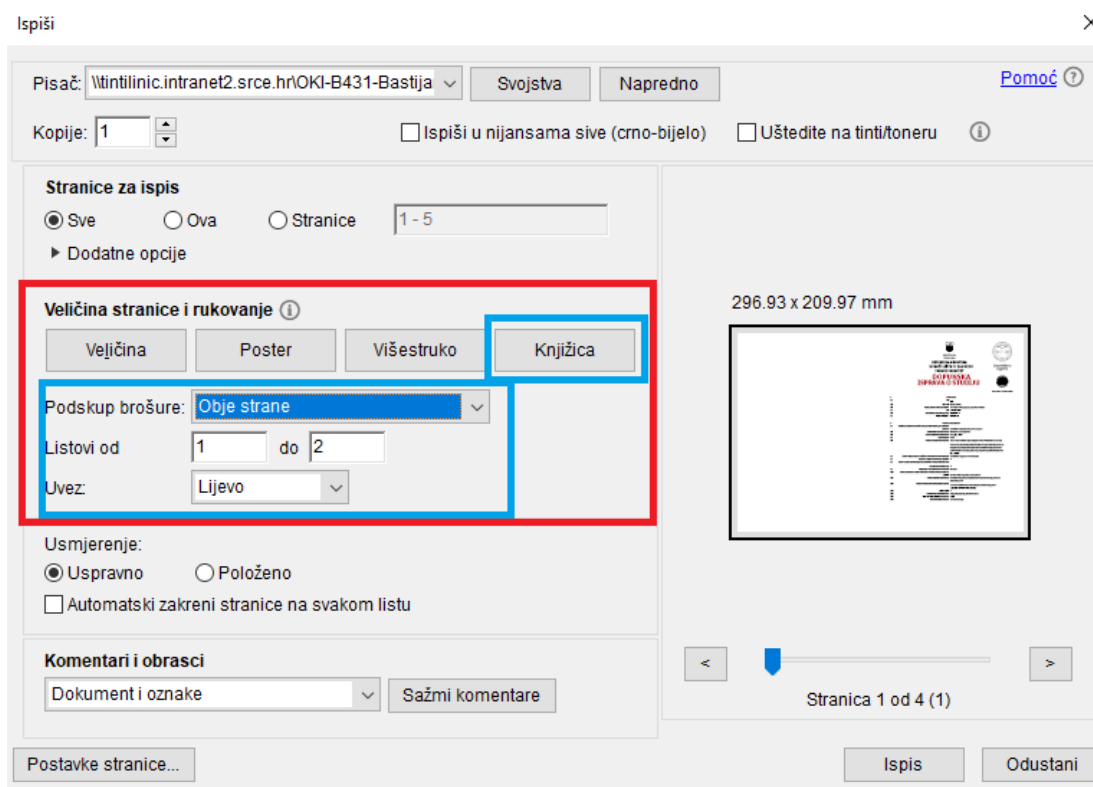 Ispiši
Pisač: \\tintilinic.intranet2.srce.hr\OKI-B431-Bastija Svojstva Napredno Pomoć
Kopije: 1 Ispiši u nijansama sive (crno-bijelo) Uštedite na tinti/toneru
Stranice za ispis
Sve Ova Stranice 1 - 5
Dodatne opcije
Veličina stranice i rukovanje
296.93 x 209.97 mm
Veličina Poster Višestruko Knjižica
Podskup brošure: Obje strane
Listovi od 1 do 2
Uvez: Lijevo
DOPUNSKA
ISPRAVA O STUDIJU
Usmjerenje:
Uspravno Položeno
Automatski zakreni stranice na svakom listu
Komentari i obrasci
Dokument i oznake Sažmi komentare
< >
Stranica 1 od 4 (1)
Postavke stranice... Ispis Odustani